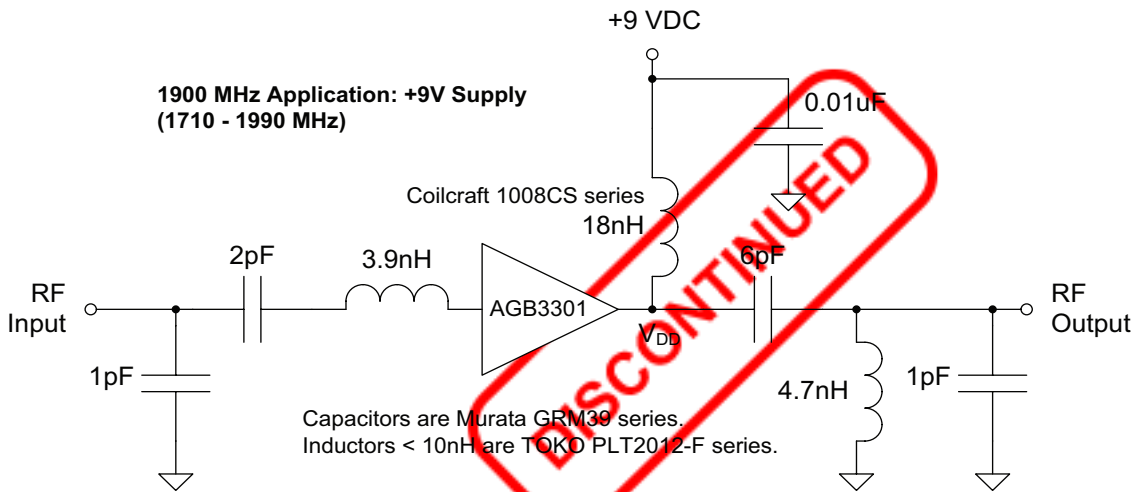 +9 VDC
1900 MHz Application: +9V Supply
(1710 - 1990 MHz)
0.01uF
Coilcraft 1008CS series
18nH
2pF
3.9nH
6pF
RF
Input
AGB3301
VDD
RF
Output
1pF
4.7nH
1pF
Capacitors are Murata GRM39 series.
Inductors < 10nH are TOKO PLT2012-F series.
DISCONTINUED